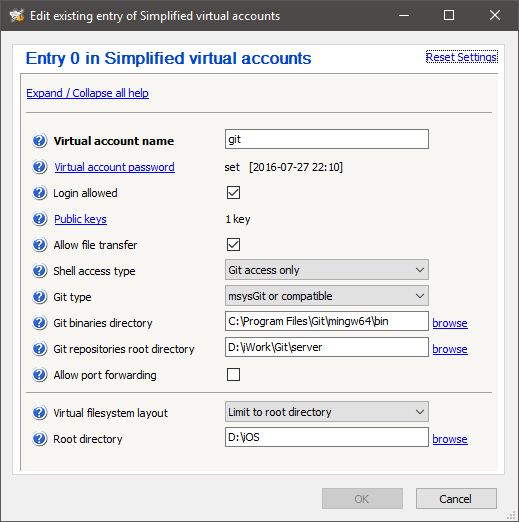 Edit existing entry of Simplified virtual accounts
Entry 0 in Simplified virtual accounts
Reset Settings
Expand / Collapse all help
Virtual account name git
Virtual account password set [2016-07-27 22:10]
Login allowed
Public keys 1 key
Allow file transfer
Shell access type Git access only
Git type msysGit or compatible
Git binaries directory C:\Program Files\Git\mingw64\bin browse
Git repositories root directory D:\iWork\Git\server browse
Allow port forwarding
Virtual filesystem layout Limit to root directory
Root directory D:\iOS browse
OK Cancel